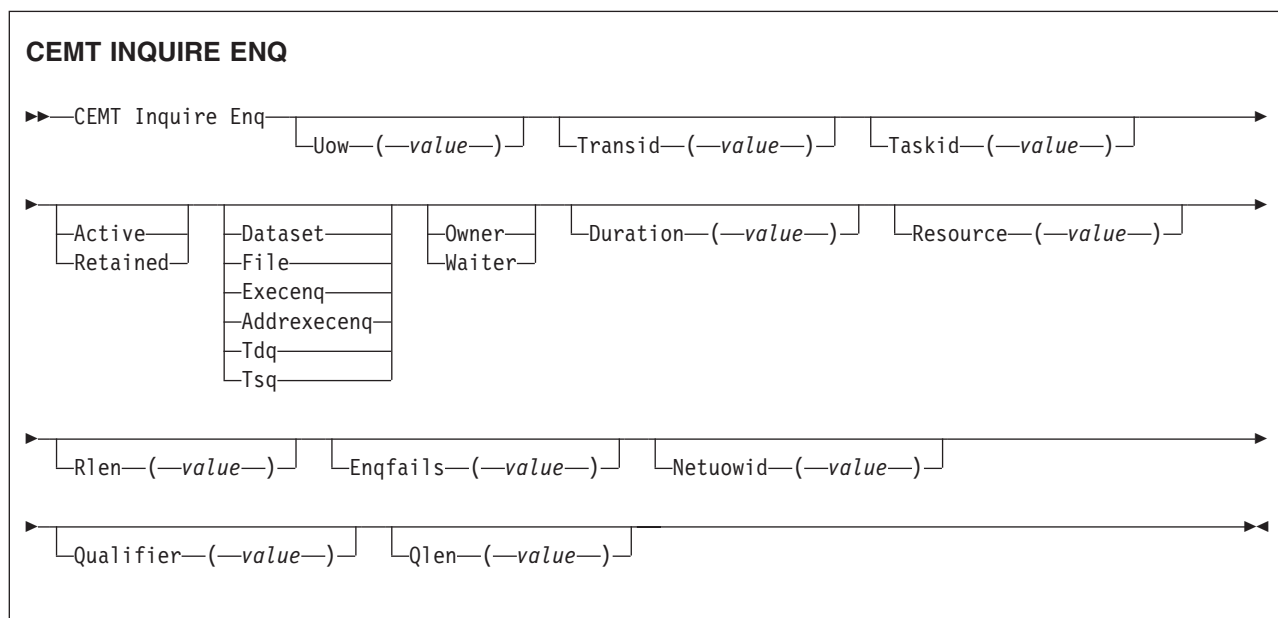 CEMT INQUIRE ENQ
CEMT Inquire Enq
Uow ( value ) Transid ( value ) Taskid ( value )
Active Dataset Owner Duration ( value ) Resource ( value )
Retained File Waiter
Execenq
Addrexecenq
Tdq
Tsq
Rlen ( value ) Enqfails ( value ) Netuowid ( value )
Qualifier ( value ) Qlen ( value )